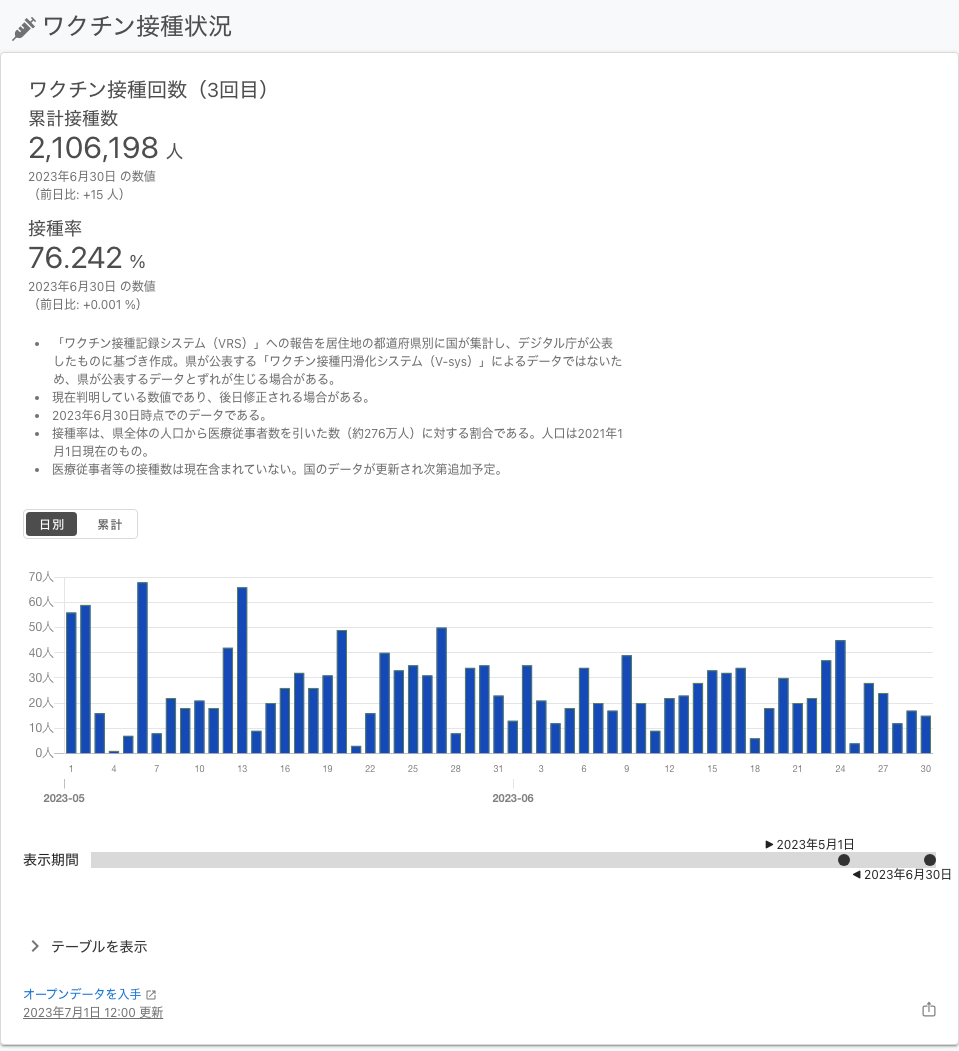 ワクチン接種状況
ワクチン接種回数（3回目）
累計接種数
2,106,198 人
2023年6月30日 の数値
（前日比: +15 人）
接種率
76.242 %
2023年6月30日 の数値
（前日比: +0.001 %）
• 「ワクチン接種記録システム（VRS）」への報告を居住地の都道府県別に国が集計し、デジタル庁が公表
したものに基づき作成。県が公表する「ワクチン接種円滑化システム（V-sys）」によるデータではないた
め、県が公表するデータとずれが生じる場合がある。
• 現在判明している数値であり、後日修正される場合がある。
• 2023年6月30日時点でのデータである。
• 接種率は、県全体の人口から医療従事者数を引いた数（約276万人）に対する割合である。人口は2021年1
月1日現在のもの。
• 医療従事者等の接種数は現在含まれていない。国のデータが更新され次第追加予定。
日別 累計
70人
60人
50人
40人
30人
20人
10人
0人
1 4 7 10 13 16 19 22 25 28 31 3 6 9 12 15 18 21 24 27 30
2023-05 2023-06
▶ 2023年5月1日
表示期間
◀ 2023年6月30日
テーブルを表示
オープンデータを入手
2023年7月1日 12:00 更新